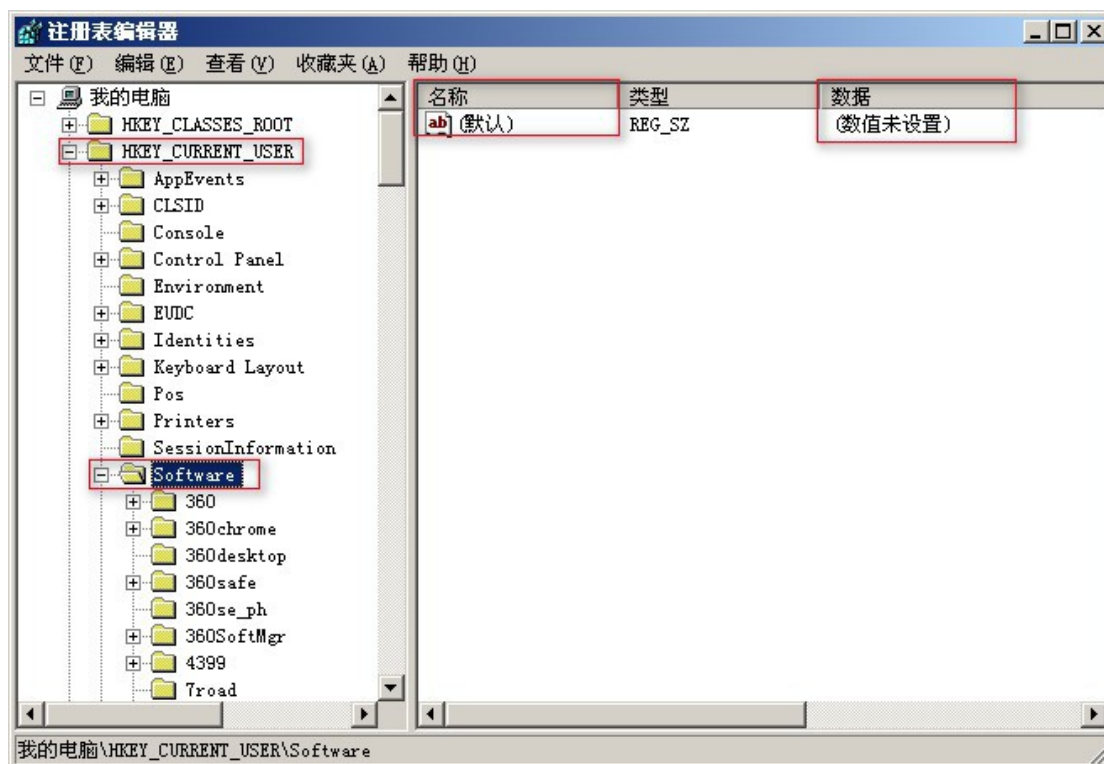 注册表编辑器
文件(F) 编辑(E) 查看(V) 收藏夹(A) 帮助(H)
我的电脑
HKEY_CLASSES_ROOT
HKEY_CURRENT_USER
AppEvents
CLSID
Console
Control Panel
Environment
EUDC
Identities
Keyboard Layout
Pos
Printers
SessionInformation
Software
360
360chrome
360desktop
360safe
360se_ph
360SoftMgr
4399
7road
名称 类型 数据
ab (默认) REG_SZ (数值未设置)
我的电脑\HKEY_CURRENT_USER\Software